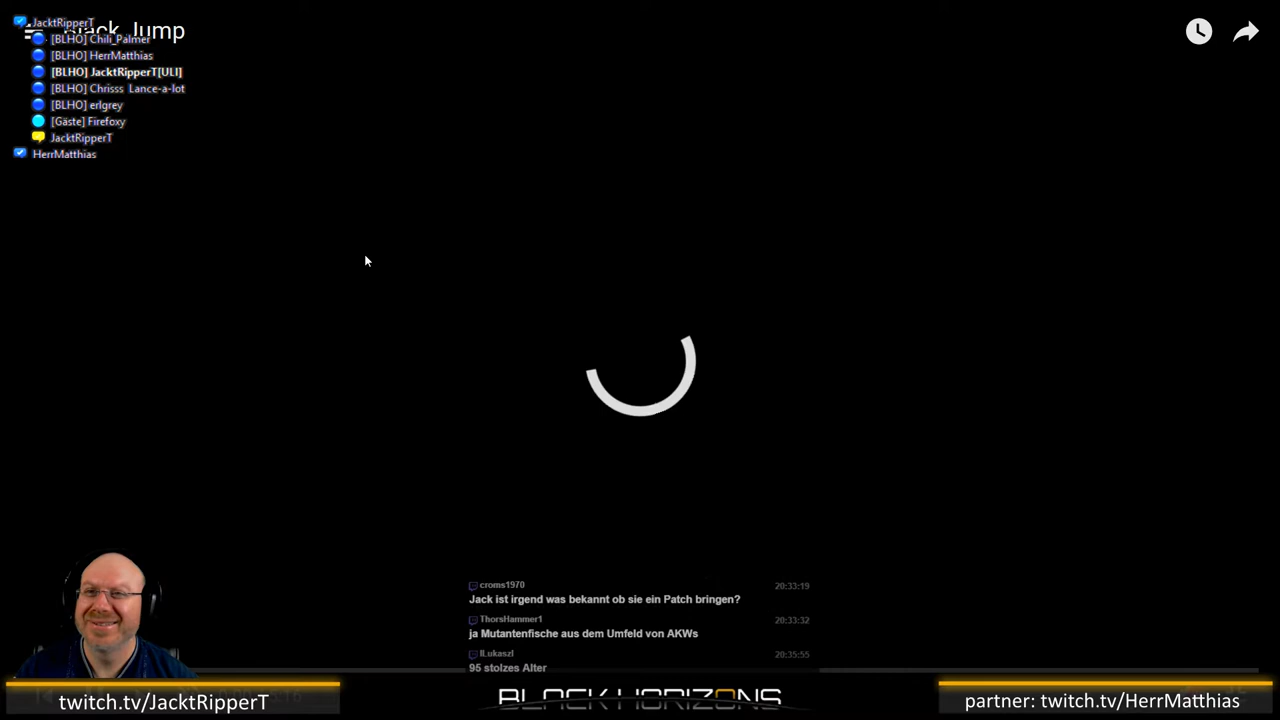 JacktRipperT
Jump
[BLHO] Chili_Palmer
[BLHO] HerrMatthias
[BLHO] JacktRipperT[ULI]
[BLHO] Chrisss Lance-a-lot
[BLHO] erlgrey
[Gäste] Firefoxy
JacktRipperT
HerrMatthias
croms1970 20:33:19
Jack ist irgend was bekannt ob sie ein Patch bringen?
ThorsHammer1 20:33:32
ja Mutantenfische aus dem Umfeld von AKWs
20:35:55
95 stolzes Alter
twitch.tv/JacktRipperT
BLACK HORIZONS
partner: twitch.tv/HerrMatthias